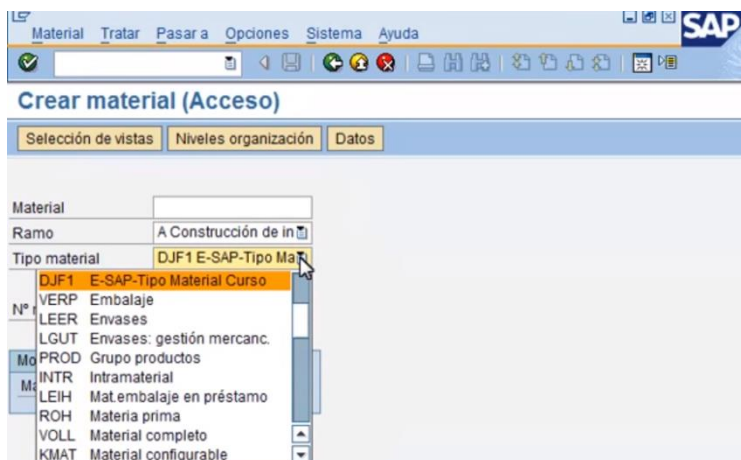 Material Tratar Pasar a Opciones Sistema Ayuda
SAP
Crear material (Acceso)
Selección de vistas Niveles organización Datos
Material
Ramo A Construcción de in
Tipo material DJF1 E-SAP-Tipo Ma
DJF1 E-SAP-Tipo Material Curso
VERP Embalaje
Nº
LEER Envases
LGUT Envases: gestión mercanc.
Mo PROD Grupo productos
INTR Intramaterial
Ma
LEIH Mat.embalaje en préstamo
ROH Materia prima
VOLL Material completo
KMAT Material configurable